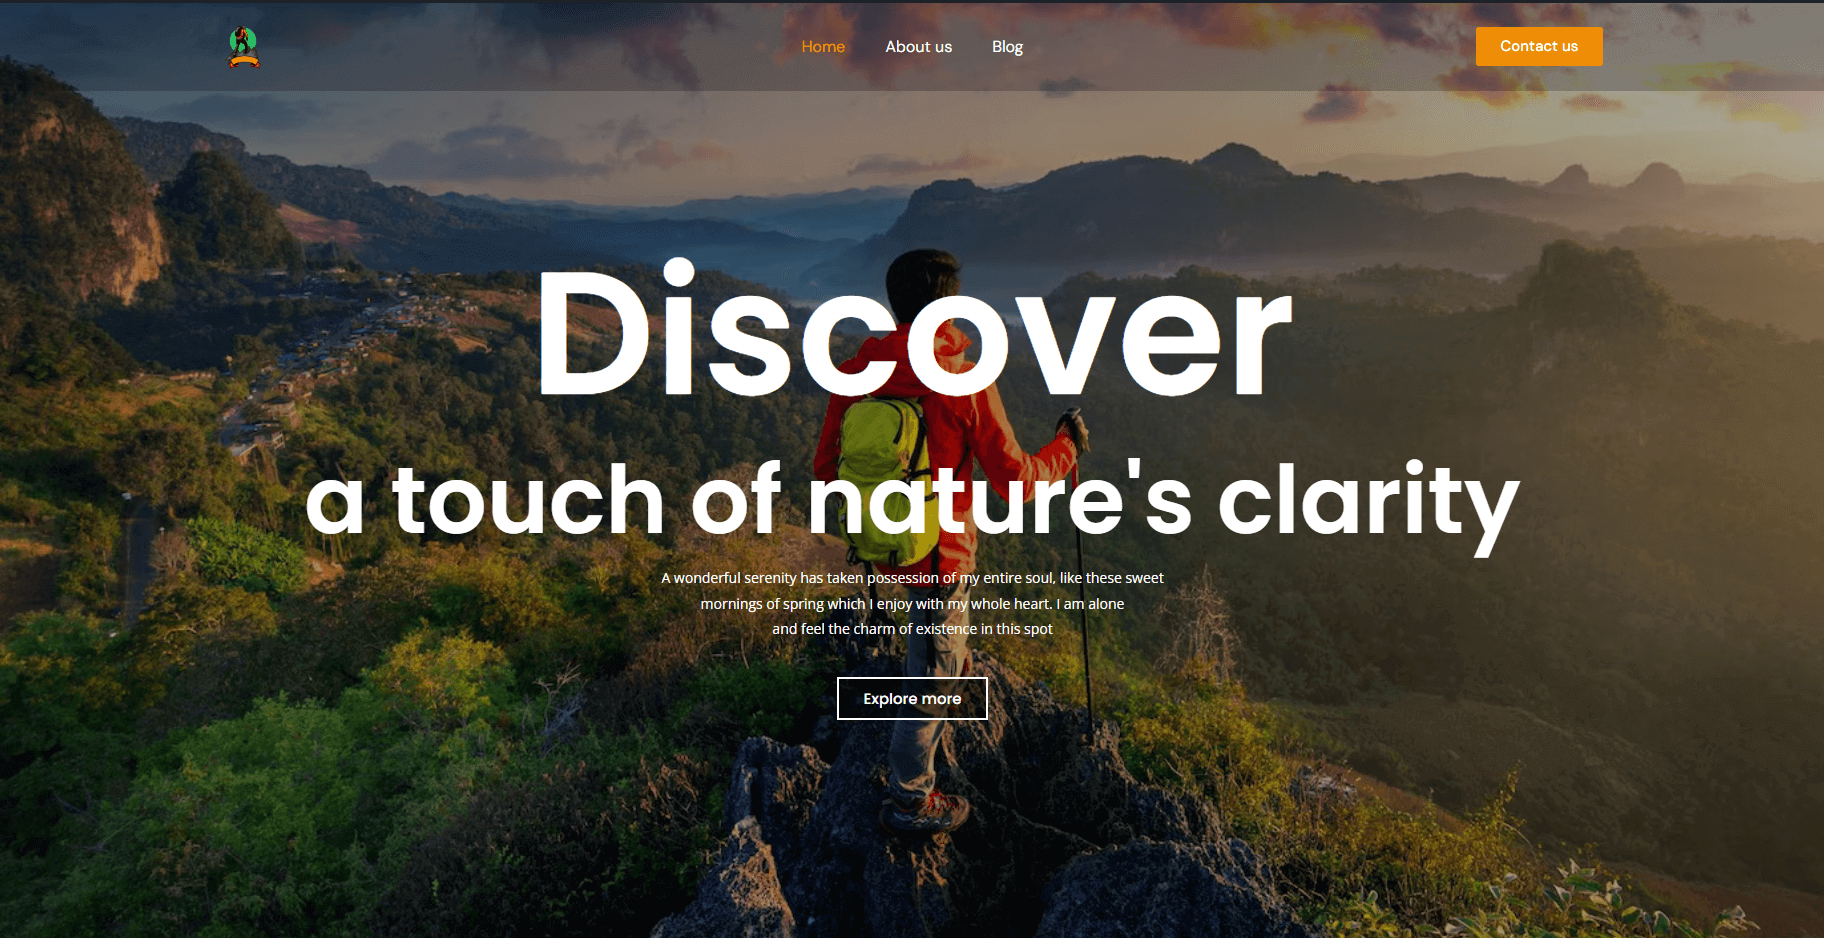 Home About us Blog Contact us
Discover
a touch of nature's clarity
A wonderful serenity has taken possession of my entire soul, like these sweet
mornings of spring which I enjoy with my whole heart. I am alone
and feel the charm of existence in this spot
Explore more